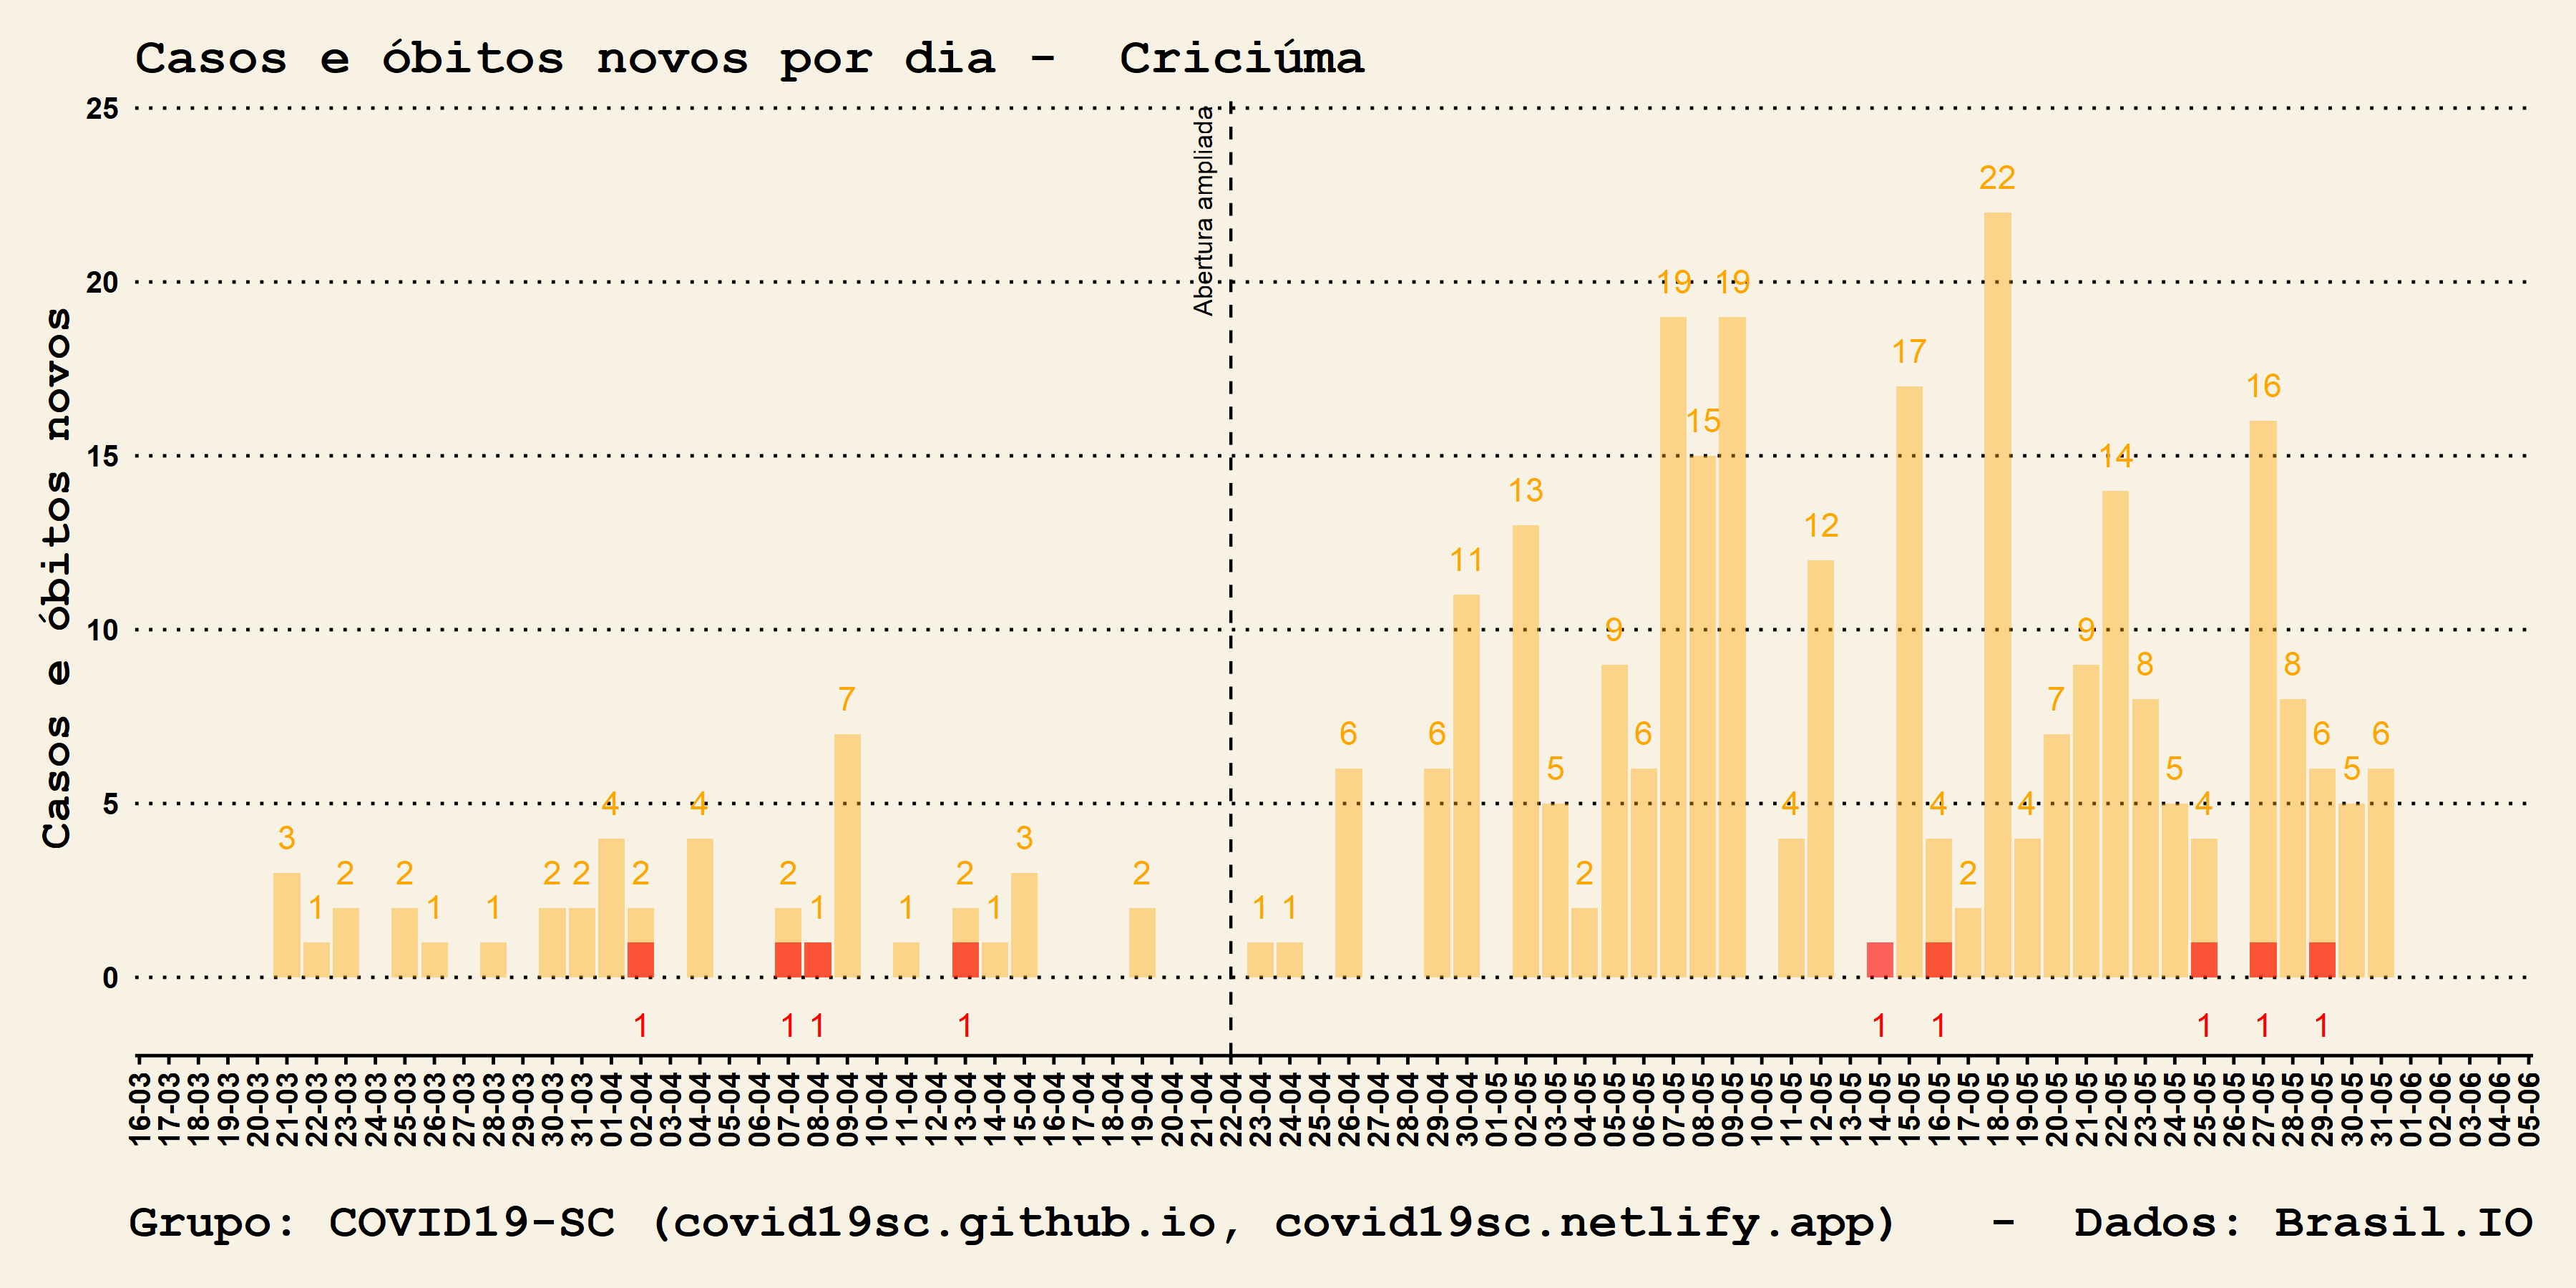 Casos e óbitos novos por dia -  Criciúma
Casos e óbitos novos
25
20
15
10
5
0
Abertura ampliada
3 1 2 2 1 1 2 2 4 2 4 2 1 7 1 2 1 3 2 1 1 6 6 11 13 5 2 9 6 19 15 19 4 12 17 4 2 22 4 7 9 14 8 5 4 16 8 6 5 6
1 1 1 1 1 1 1 1 1
16-03 17-03 18-03 19-03 20-03 21-03 22-03 23-03 24-03 25-03 26-03 27-03 28-03 29-03 30-03 31-03 01-04 02-04 03-04 04-04 05-04 06-04 07-04 08-04 09-04 10-04 11-04 12-04 13-04 14-04 15-04 16-04 17-04 18-04 19-04 20-04 21-04 22-04 23-04 24-04 25-04 26-04 27-04 28-04 29-04 30-04 01-05 02-05 03-05 04-05 05-05 06-05 07-05 08-05 09-05 10-05 11-05 12-05 13-05 14-05 15-05 16-05 17-05 18-05 19-05 20-05 21-05 22-05 23-05 24-05 25-05 26-05 27-05 28-05 29-05 30-05 31-05 01-06 02-06 03-06 04-06 05-06
Grupo: COVID19-SC (covid19sc.github.io, covid19sc.netlify.app)   -  Dados: Brasil.IO